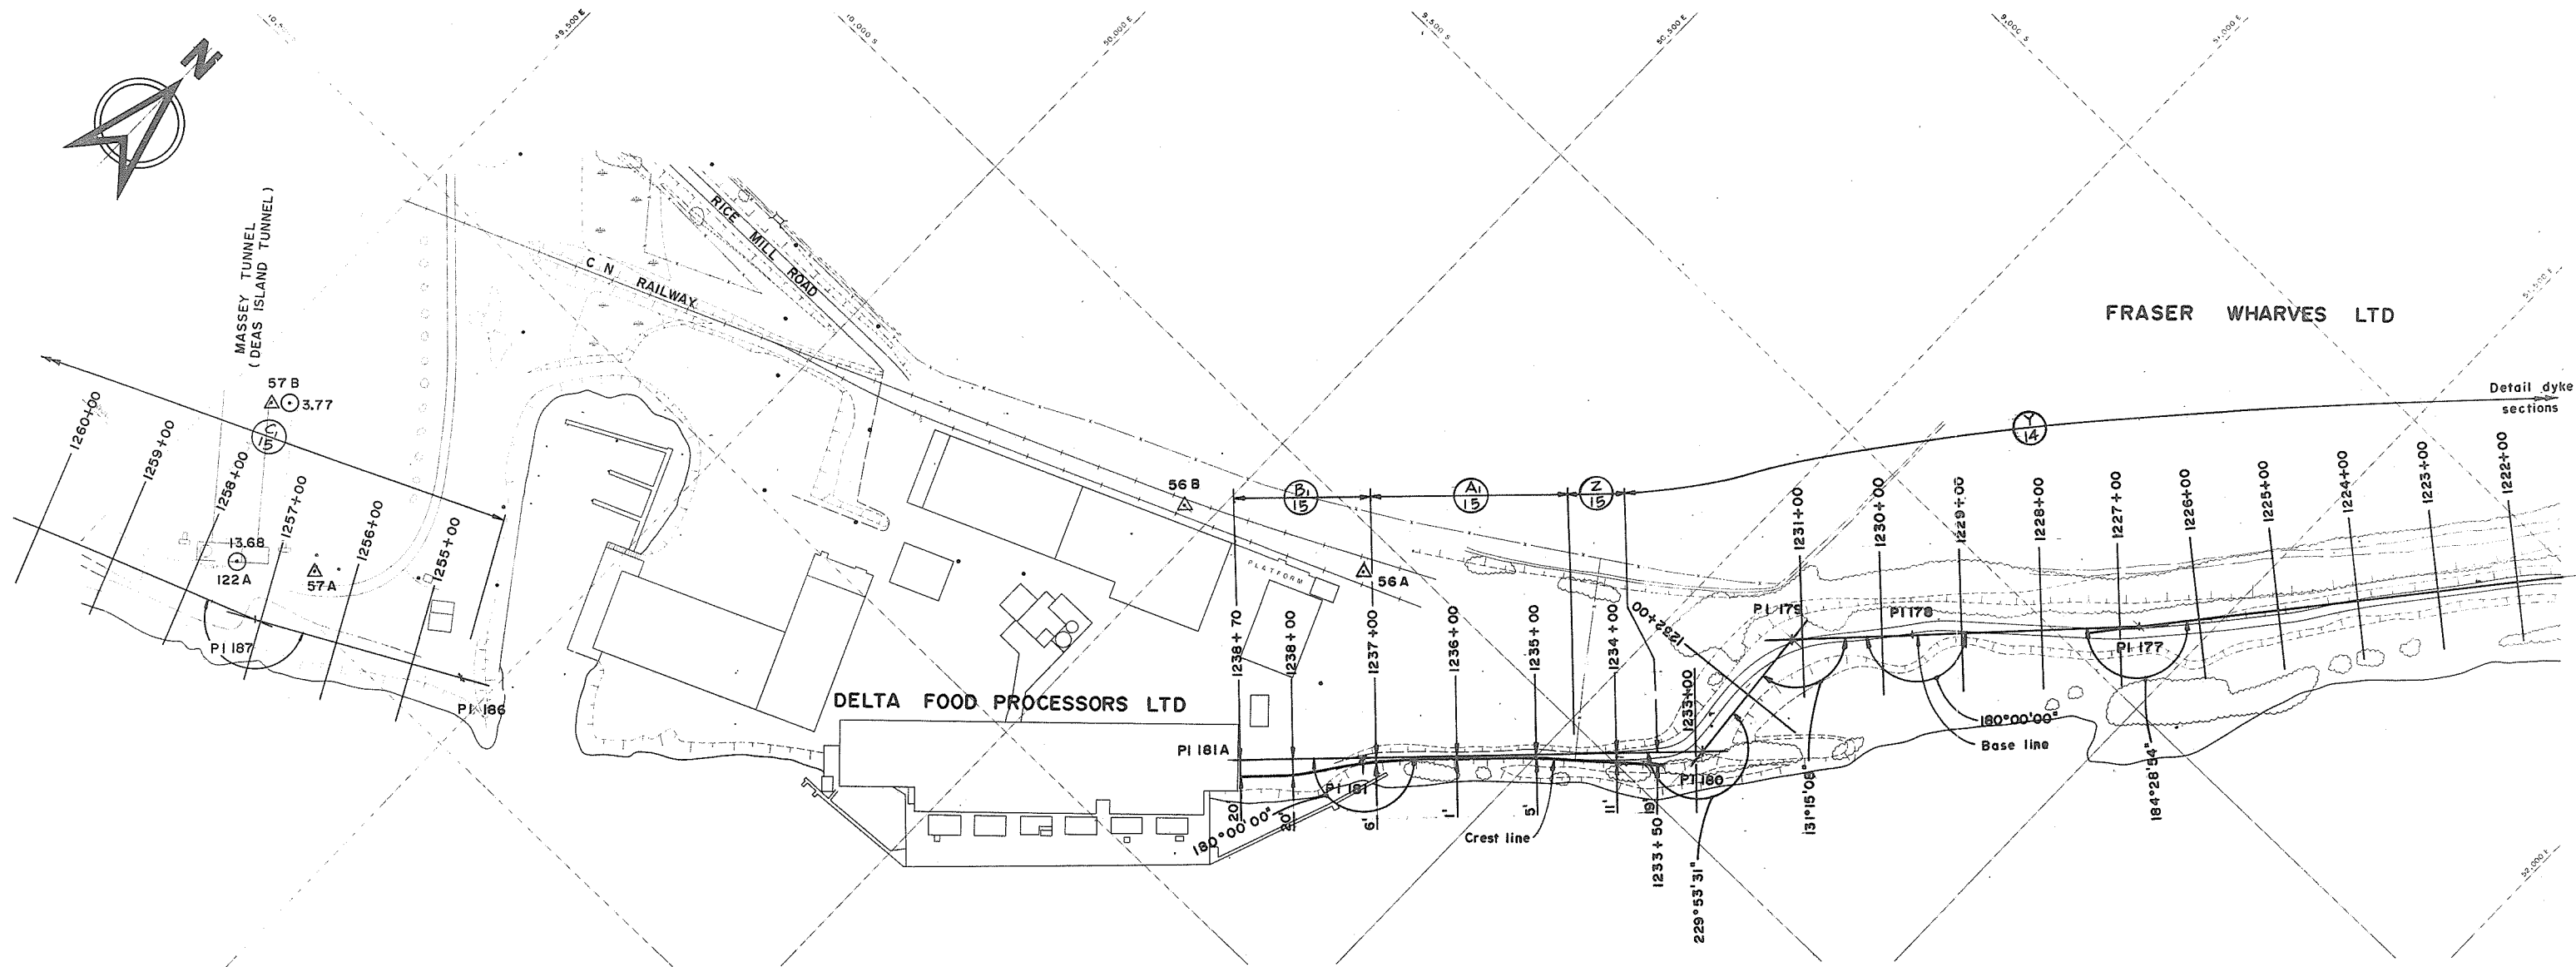 49,500 E
10,000 S
50,000 E
9,500 S
50,500 E
9,000 S
51,000 E
51,500 E
52,000 E
N
MASSEY TUNNEL
(DEAS ISLAND TUNNEL)
RICE MILL ROAD
C N RAILWAY
FRASER WHARVES LTD
Detail dyke
sections
57 B
3.77
15
13.68
122A
57A
1260+00
1259+00
1258+00
1257+00
1256+00
1255+00
PI 187
PI 186
56 B
56 A
PLATFORM
B1
15
A1
15
Z
15
Y
14
DELTA FOOD PROCESSORS LTD
1238+70
1238+00
1237+00
1236+00
1235+00
1234+00
1233+50
1233+00
1232+00
1231+00
1230+00
1229+00
1228+00
1227+00
1226+00
1225+00
1224+00
1223+00
1222+00
PI 181A
PI 181
PI 180
PI 179
PI 178
PI 177
20'
20'
6'
1'
5'
11'
19'
180°00'00"
Crest line
229°53'31"
131°15'08"
180°00'00"
Base line
184°28'54"